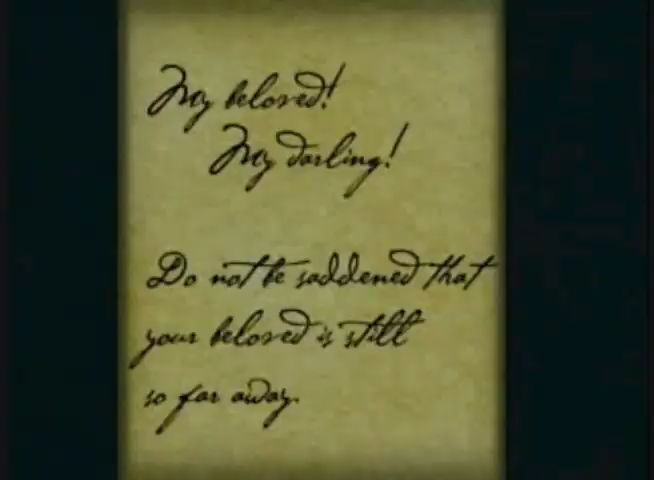 My beloved!
My darling!
Do not be saddened that
your beloved is still
so far away.